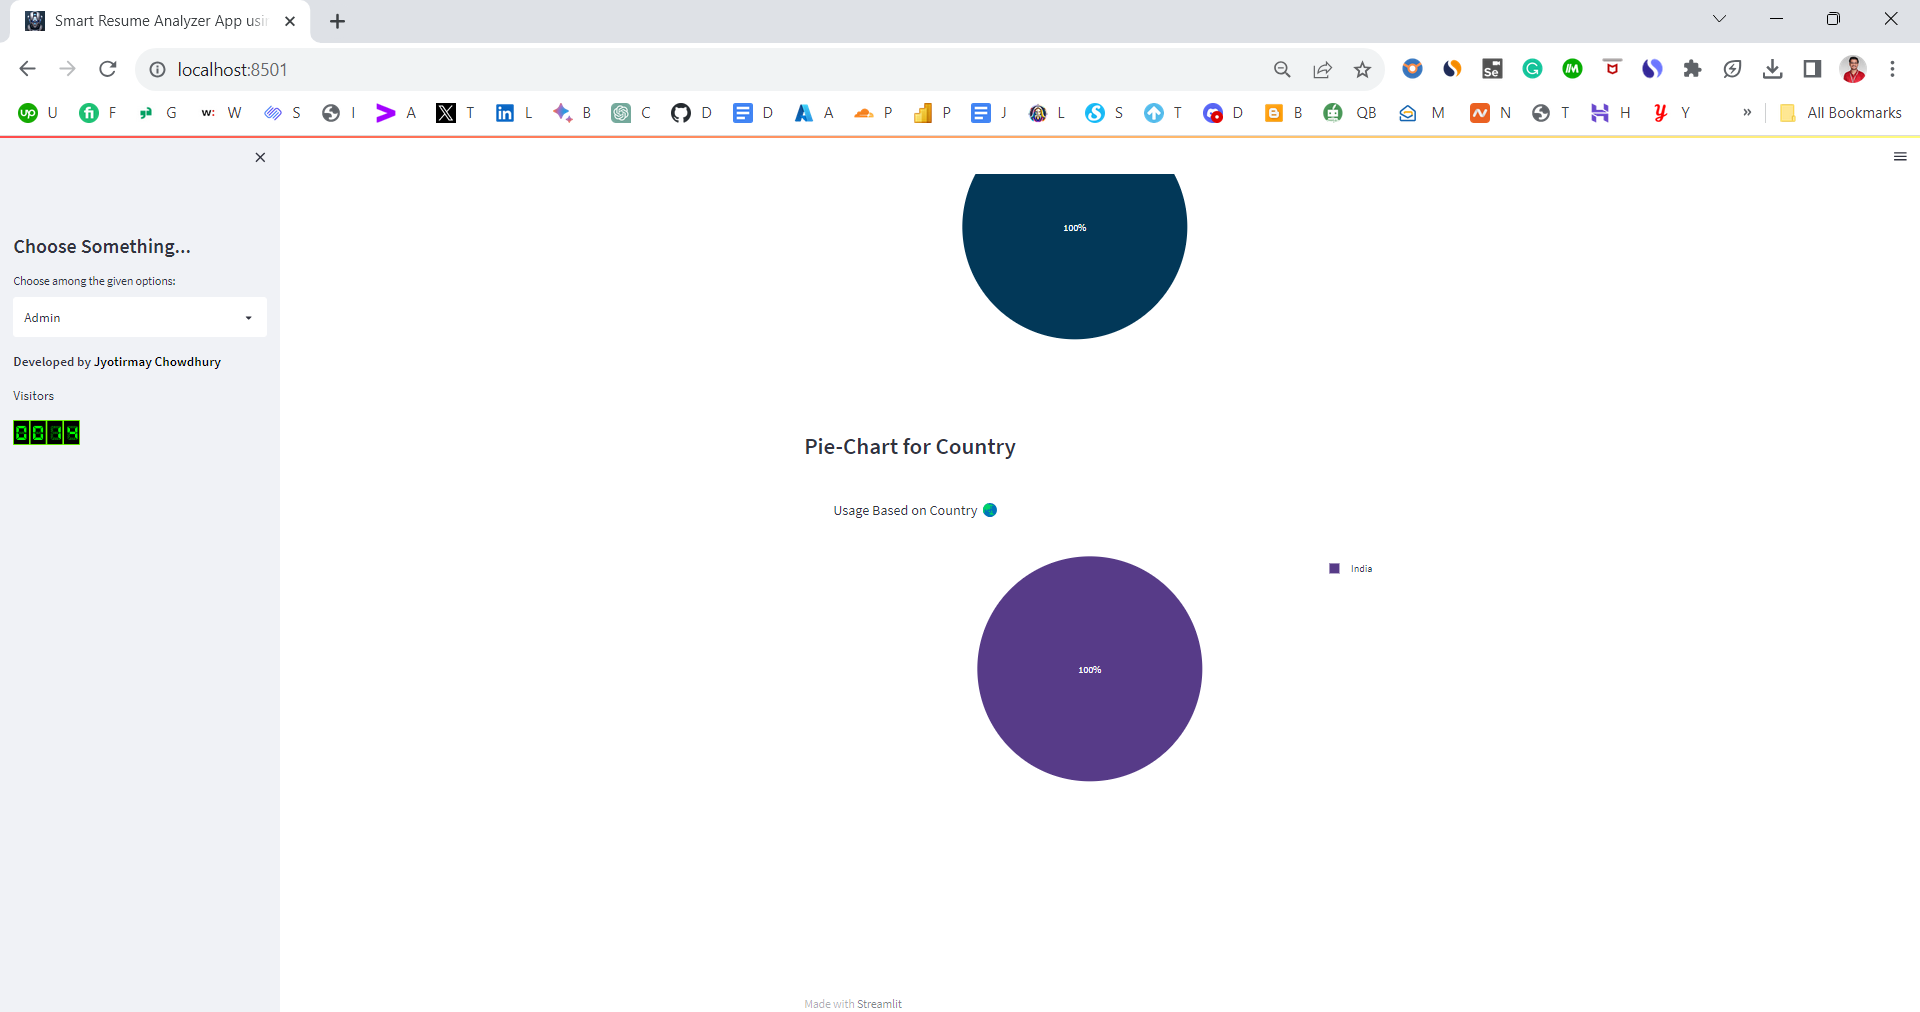 Smart Resume Analyzer App usi
localhost:8501
U F G W S I A T L B C D D A P P J L S T D B QB M N T H Y » All Bookmarks
Choose Something...
Choose among the given options:
Admin
Developed by Jyotirmay Chowdhury
Visitors
0014
100%
Pie-Chart for Country
Usage Based on Country
India
100%
Made with Streamlit